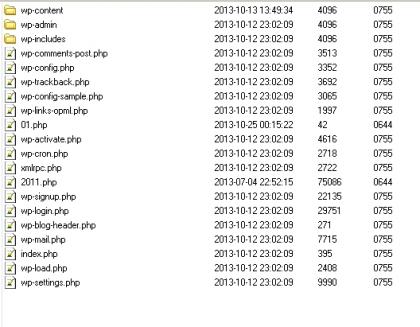 wp-content 2013-10-13 13:49:34 4096 0755
wp-admin 2013-10-12 23:02:09 4096 0755
wp-includes 2013-10-12 23:02:09 4096 0755
wp-comments-post.php 2013-10-12 23:02:09 3513 0755
wp-config.php 2013-10-12 23:02:09 3352 0755
wp-trackback.php 2013-10-12 23:02:09 3692 0755
wp-config-sample.php 2013-10-12 23:02:09 3065 0755
wp-links-opml.php 2013-10-12 23:02:09 1997 0755
01.php 2013-10-25 00:15:22 42 0644
wp-activate.php 2013-10-12 23:02:09 4616 0755
wp-cron.php 2013-10-12 23:02:09 2718 0755
xmlrpc.php 2013-10-12 23:02:09 2722 0755
2011.php 2013-07-04 22:52:15 75086 0644
wp-signup.php 2013-10-12 23:02:09 22135 0755
wp-login.php 2013-10-12 23:02:09 29751 0755
wp-blog-header.php 2013-10-12 23:02:09 271 0755
wp-mail.php 2013-10-12 23:02:09 7715 0755
index.php 2013-10-12 23:02:09 395 0755
wp-load.php 2013-10-12 23:02:09 2408 0755
wp-settings.php 2013-10-12 23:02:09 9990 0755